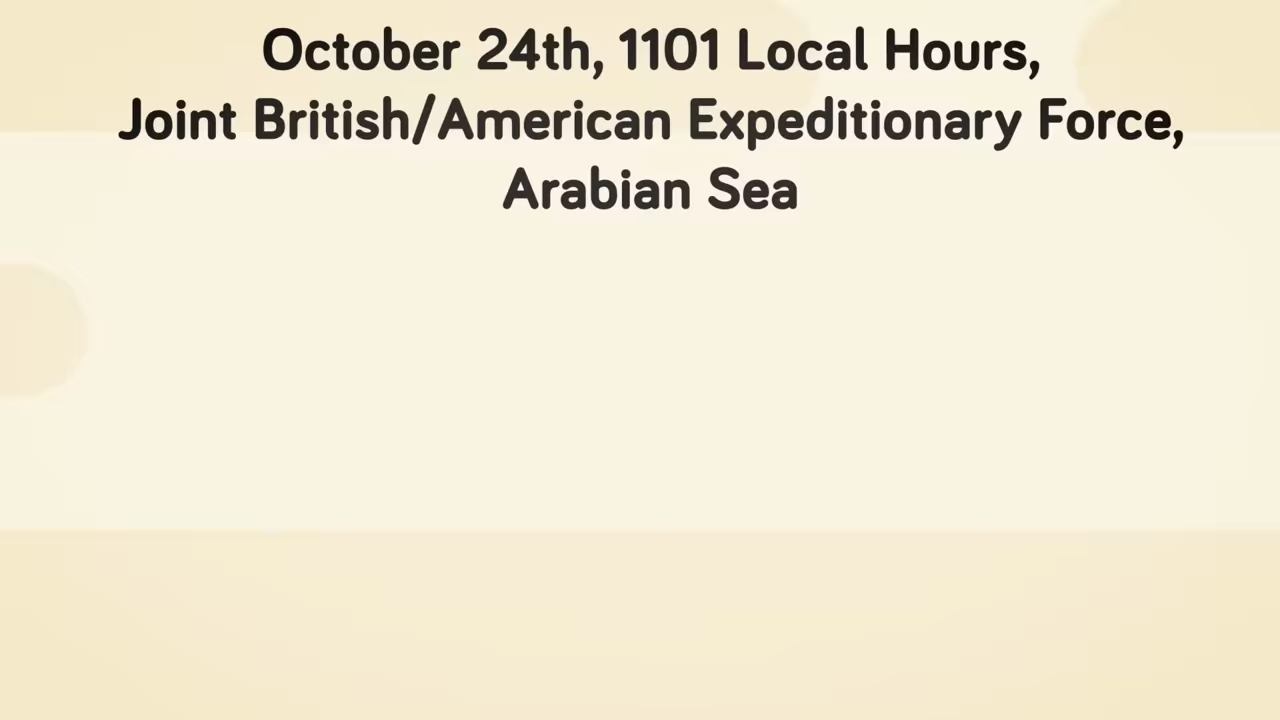 October 24th, 1101 Local Hours,
Joint British/American Expeditionary Force,
Arabian Sea